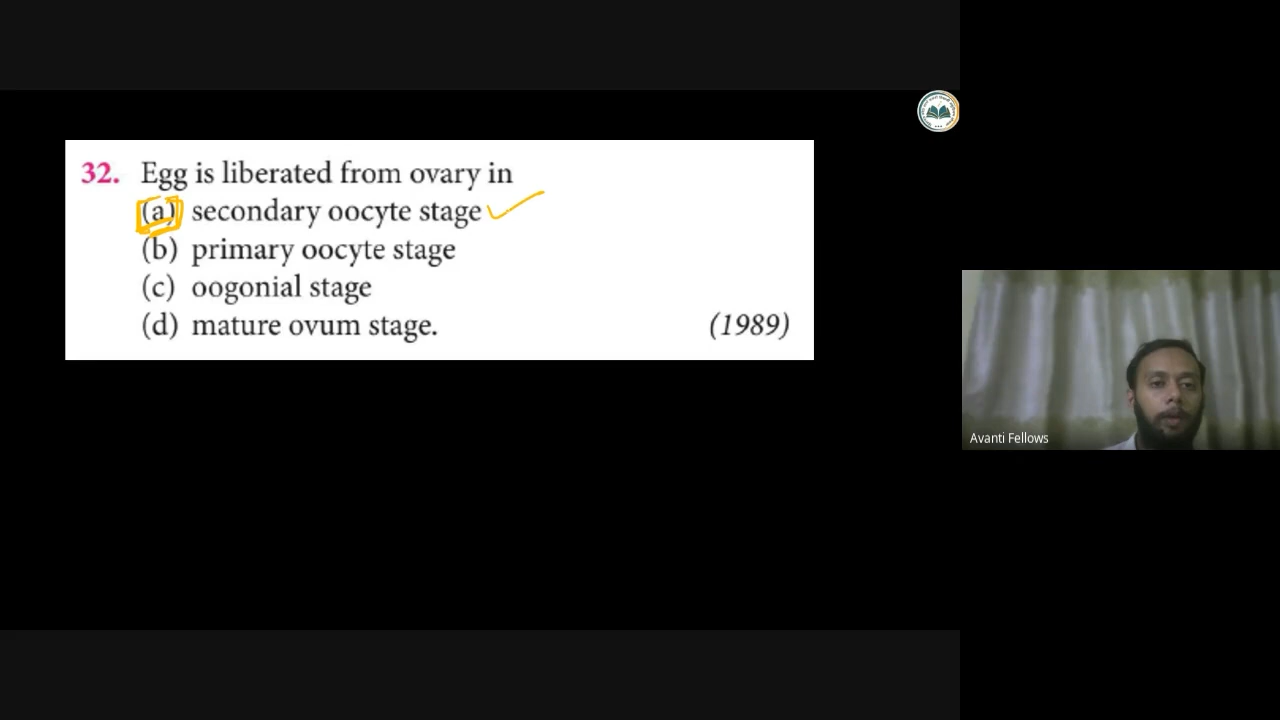 32. Egg is liberated from ovary in
(a) secondary oocyte stage
(b) primary oocyte stage
(c) oogonial stage
(d) mature ovum stage. (1989)
Avanti Fellows